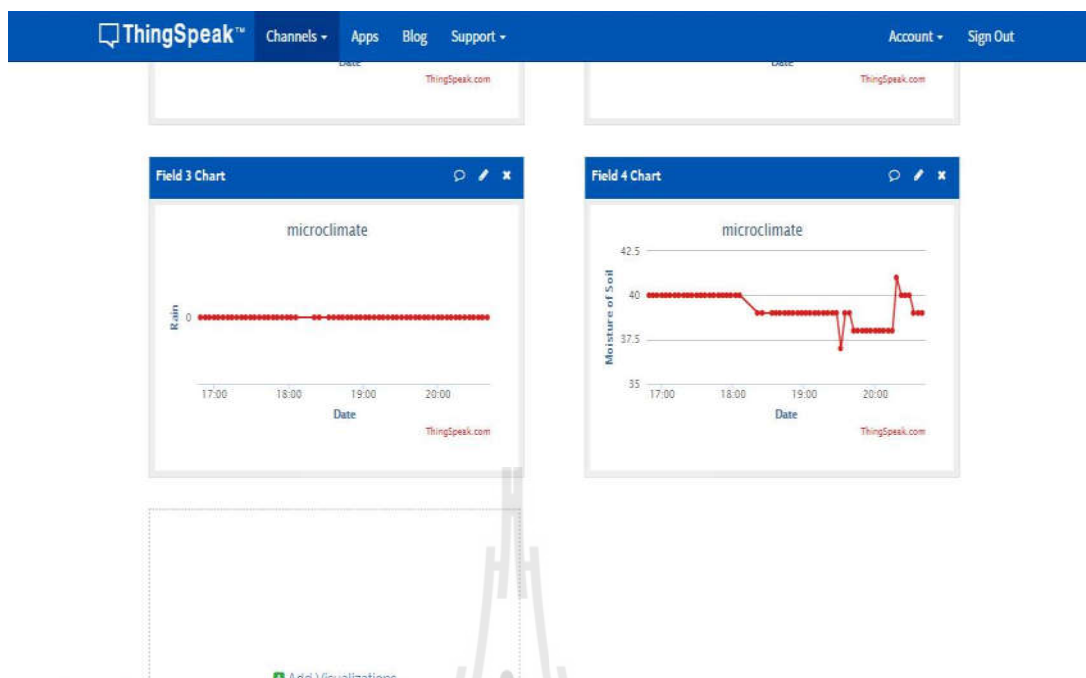 ThingSpeak™ Channels Apps Blog Support Account Sign Out
Date
ThingSpeak.com
Date
ThingSpeak.com
Field 3 Chart
microclimate
Rain
0
17:00 18:00 19:00 20:00
Date
ThingSpeak.com
Field 4 Chart
microclimate
Moisture of Soil
42.5
40
37.5
35
17:00 18:00 19:00 20:00
Date
ThingSpeak.com
Add Visualizations